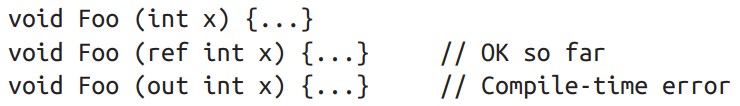 void Foo (int x) {...}
void Foo (ref int x) {...} // OK so far
void Foo (out int x) {...} // Compile-time error